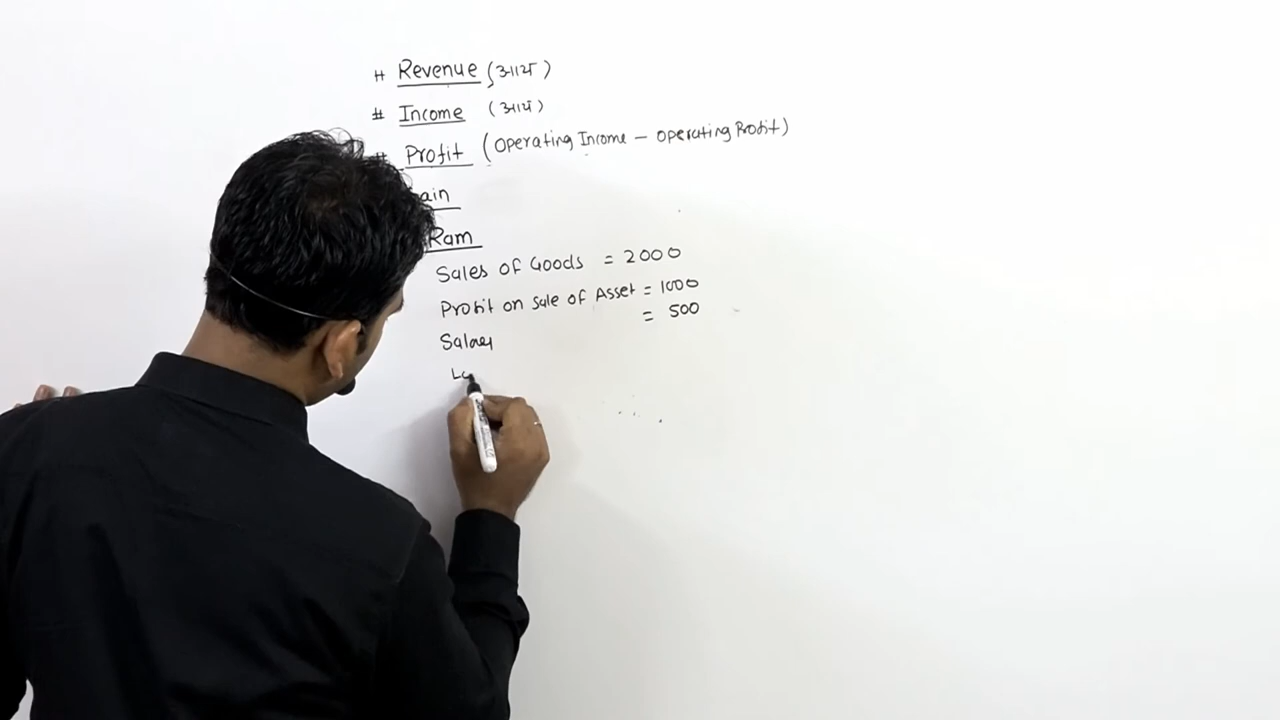 # Revenue (आय)
# Income (आय)
# Profit (Operating Income – Operating Profit)
ain
Ram
Sales of Goods = 2000
Profit on sale of Asset = 1000
= 500
Salary